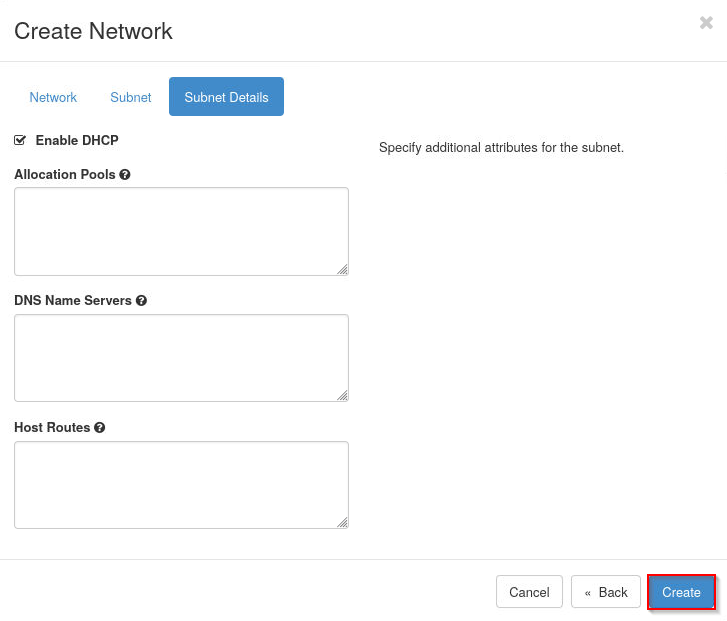 Create Network
×
Network Subnet Subnet Details
Enable DHCP
Specify additional attributes for the subnet.
Allocation Pools ?
DNS Name Servers ?
Host Routes ?
Cancel « Back Create